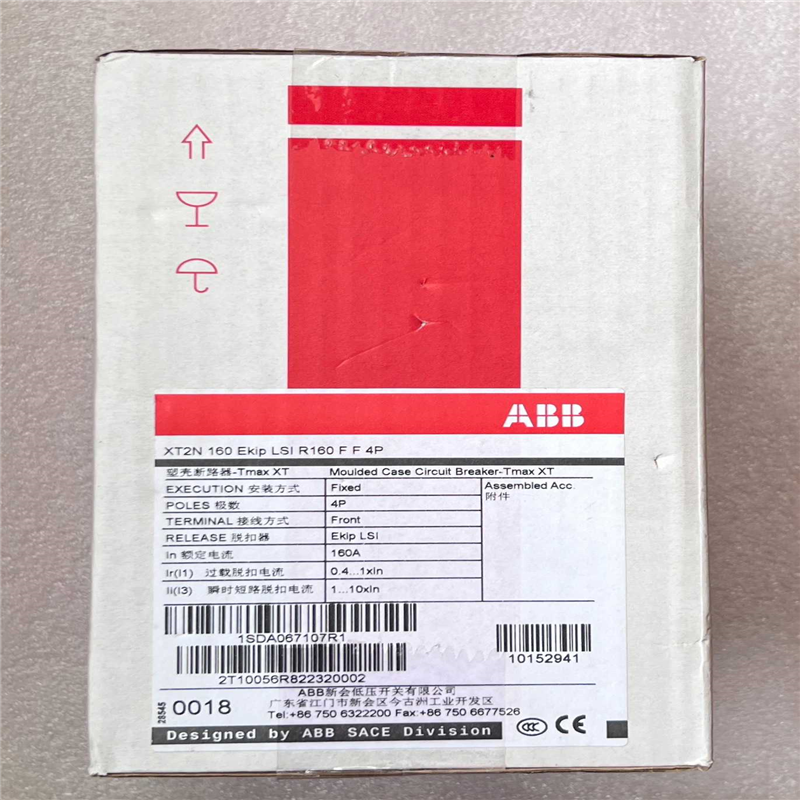 ABB
XT2N 160 Ekip LSI R160 F F 4P
塑壳断路器-Tmax XT Moulded Case Circuit Breaker-Tmax XT
EXECUTION 安装方式 Fixed Assembled Acc.
附件
POLES 极数 4P
TERMINAL 接线方式 Front
RELEASE 脱扣器 Ekip LSI
In 额定电流 160A
Ir(I1) 过载脱扣电流 0.4...1xIn
Ii(I3) 瞬时短路脱扣电流 1...10xIn
1SDA067107R1
10152941
2T10056R822320002
ABB新会低压开关有限公司
广东省江门市新会区今古洲工业开发区
Tel:+86 750 6322200 Fax:+86 750 6677526
28545
0018
CCC CE
Designed by ABB SACE Division